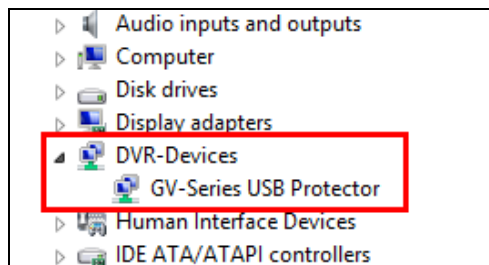 Audio inputs and outputs
Computer
Disk drives
Display adapters
DVR-Devices
GV-Series USB Protector
Human Interface Devices
IDE ATA/ATAPI controllers